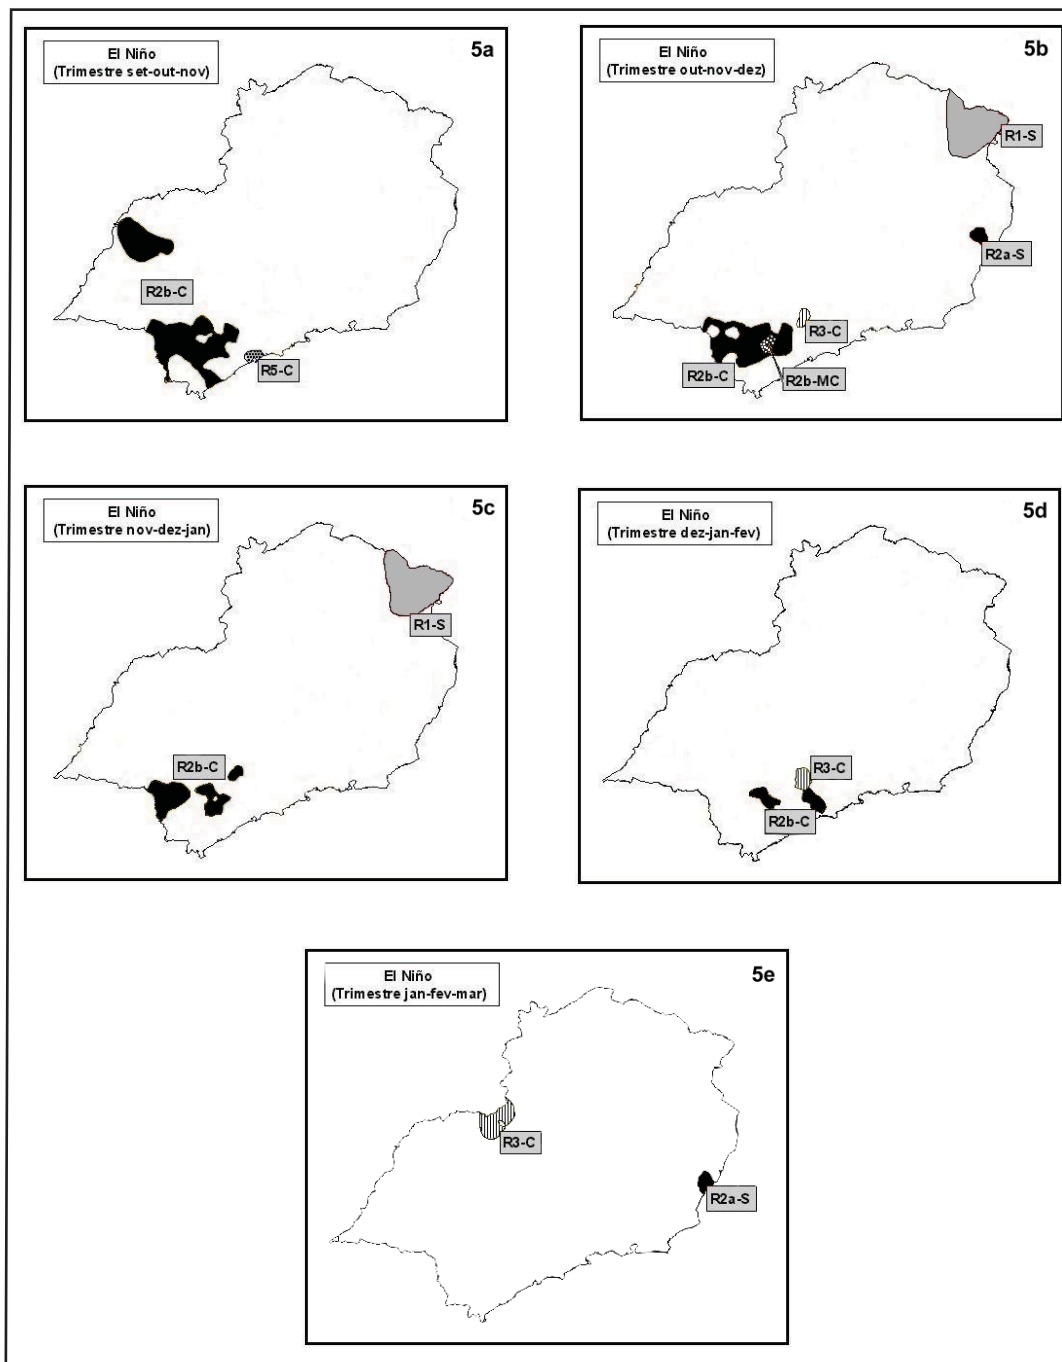 El Niño
(Trimestre set-out-nov)
5a
R2b-C
R5-C
El Niño
(Trimestre out-nov-dez)
5b
R1-S
R2a-S
R3-C
R2b-C
R2b-MC
El Niño
(Trimestre nov-dez-jan)
5c
R1-S
R2b-C
El Niño
(Trimestre dez-jan-fev)
5d
R3-C
R2b-C
El Niño
(Trimestre jan-fev-mar)
5e
R3-C
R2a-S